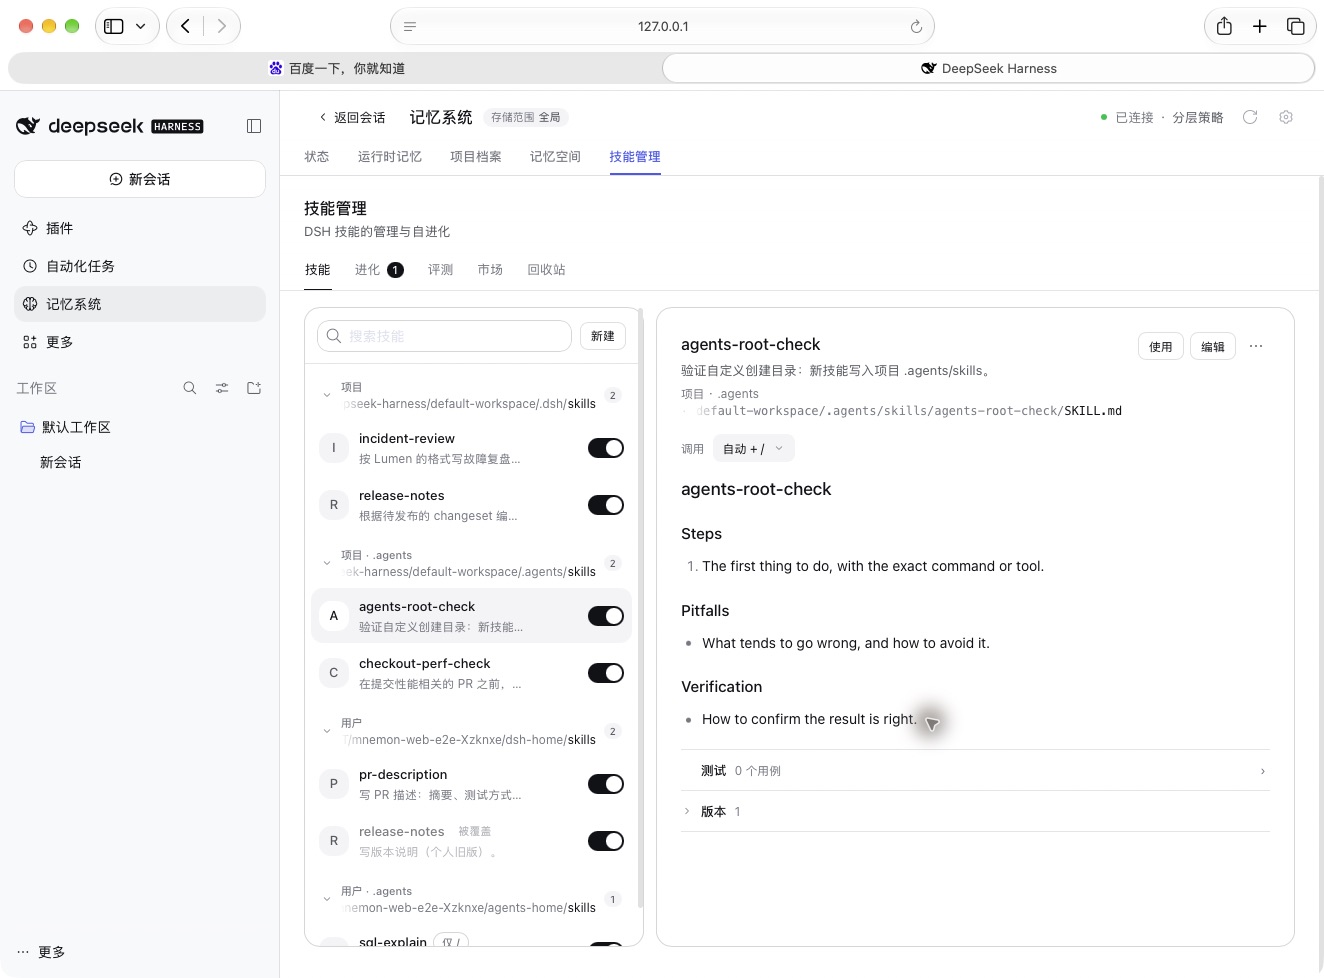 127.0.0.1
百度一下，你就知道
DeepSeek Harness
deepseek HARNESS
新会话
插件
自动化任务
记忆系统
更多
工作区
默认工作区
新会话
更多
返回会话
记忆系统
存储范围 全局
已连接 · 分层策略
状态
运行时记忆
项目档案
记忆空间
技能管理
技能管理
DSH 技能的管理与自进化
技能
进化 1
评测
市场
回收站
搜索技能
新建
项目
pseek-harness/default-workspace/.dsh/skills
2
I
incident-review
按 Lumen 的格式写故障复盘...
R
release-notes
根据待发布的 changeset 编...
项目 · .agents
ek-harness/default-workspace/.agents/skills
2
A
agents-root-check
验证自定义创建目录：新技能...
C
checkout-perf-check
在提交性能相关的 PR 之前，...
用户
T/mnemon-web-e2e-Xzknxe/dsh-home/skills
2
P
pr-description
写 PR 描述：摘要、测试方式...
R
release-notes 被覆盖
写版本说明（个人旧版）。
用户 · .agents
nemon-web-e2e-Xzknxe/agents-home/skills
1
sql-explain 仅 /
agents-root-check
使用
编辑
验证自定义创建目录：新技能写入项目 .agents/skills。
项目 · .agents
default-workspace/.agents/skills/agents-root-check/SKILL.md
调用 自动 + /
agents-root-check
Steps
1. The first thing to do, with the exact command or tool.
Pitfalls
• What tends to go wrong, and how to avoid it.
Verification
• How to confirm the result is right.
测试 0 个用例
版本 1